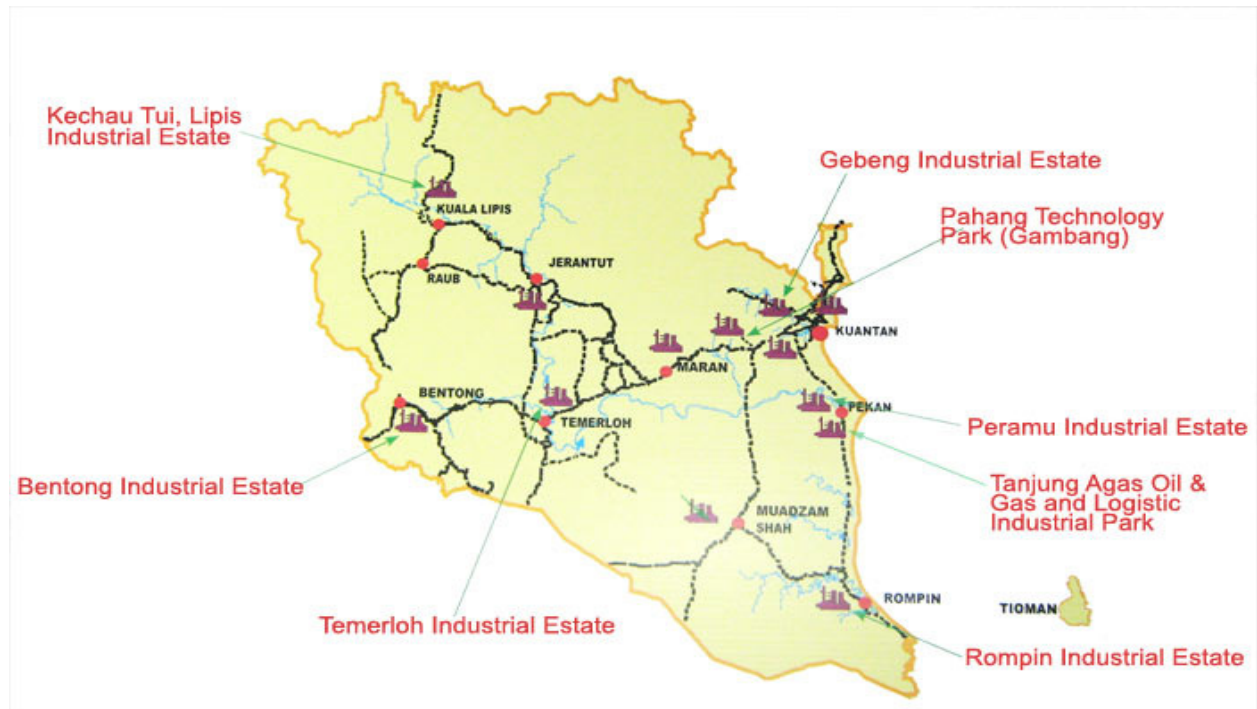 Kechau Tui, Lipis
Industrial Estate
Gebeng Industrial Estate
Pahang Technology
Park (Gambang)
KUALA LIPIS
RAUB
JERANTUT
KUANTAN
MARAN
BENTONG
TEMERLOH
PEKAN
Peramu Industrial Estate
Bentong Industrial Estate
Tanjung Agas Oil &
Gas and Logistic
Industrial Park
MUADZAM
SHAH
ROMPIN
TIOMAN
Temerloh Industrial Estate
Rompin Industrial Estate